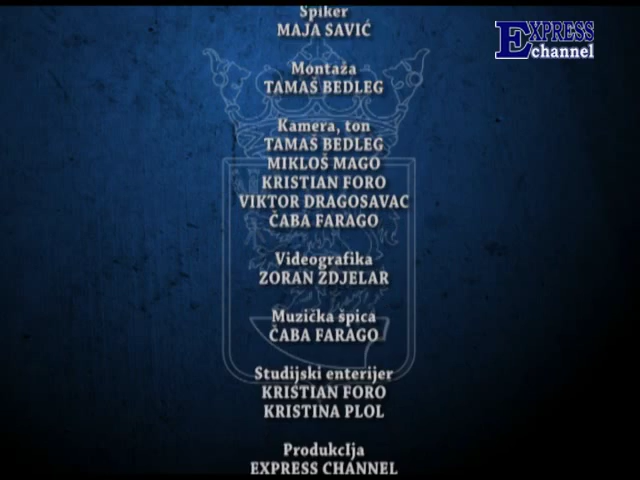 Spiker
MAJA SAVIĆ
EXPRESS
channel
Montaža
TAMAŠ BEDLEG
Kamera, ton
TAMAŠ BEDLEG
MIKLOŠ MAGO
KRISTIAN FORO
VIKTOR DRAGOSAVAC
ČABA FARAGO
Videografika
ZORAN ZDJELAR
Muzička špica
ČABA FARAGO
Studijski enterijer
KRISTIAN FORO
KRISTINA PLOL
ProdukcIja
EXPRESS CHANNEL